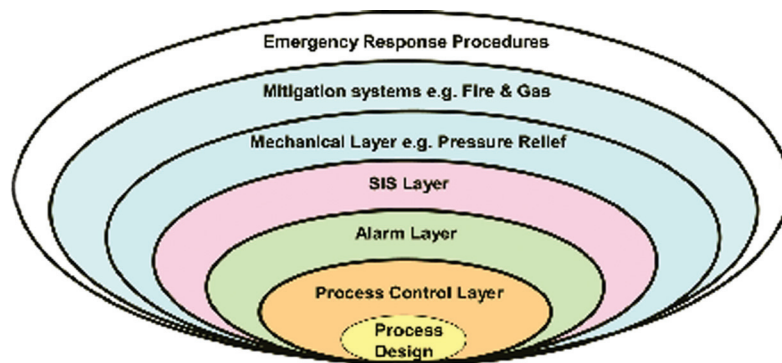 Emergency Response Procedures
Mitigation systems e.g. Fire & Gas
Mechanical Layer e.g. Pressure Relief
SIS Layer
Alarm Layer
Process Control Layer
Process
Design